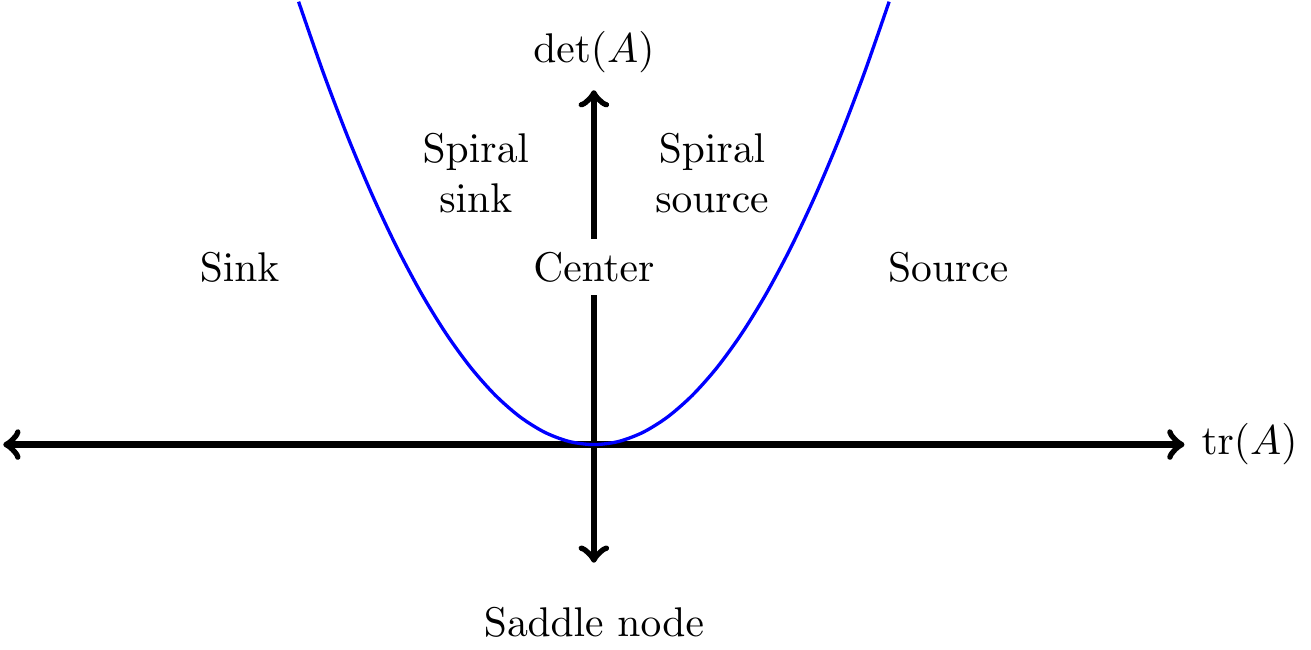 det(A)
Spiral
sink
Spiral
source
Sink
Center
Source
tr(A)
Saddle node